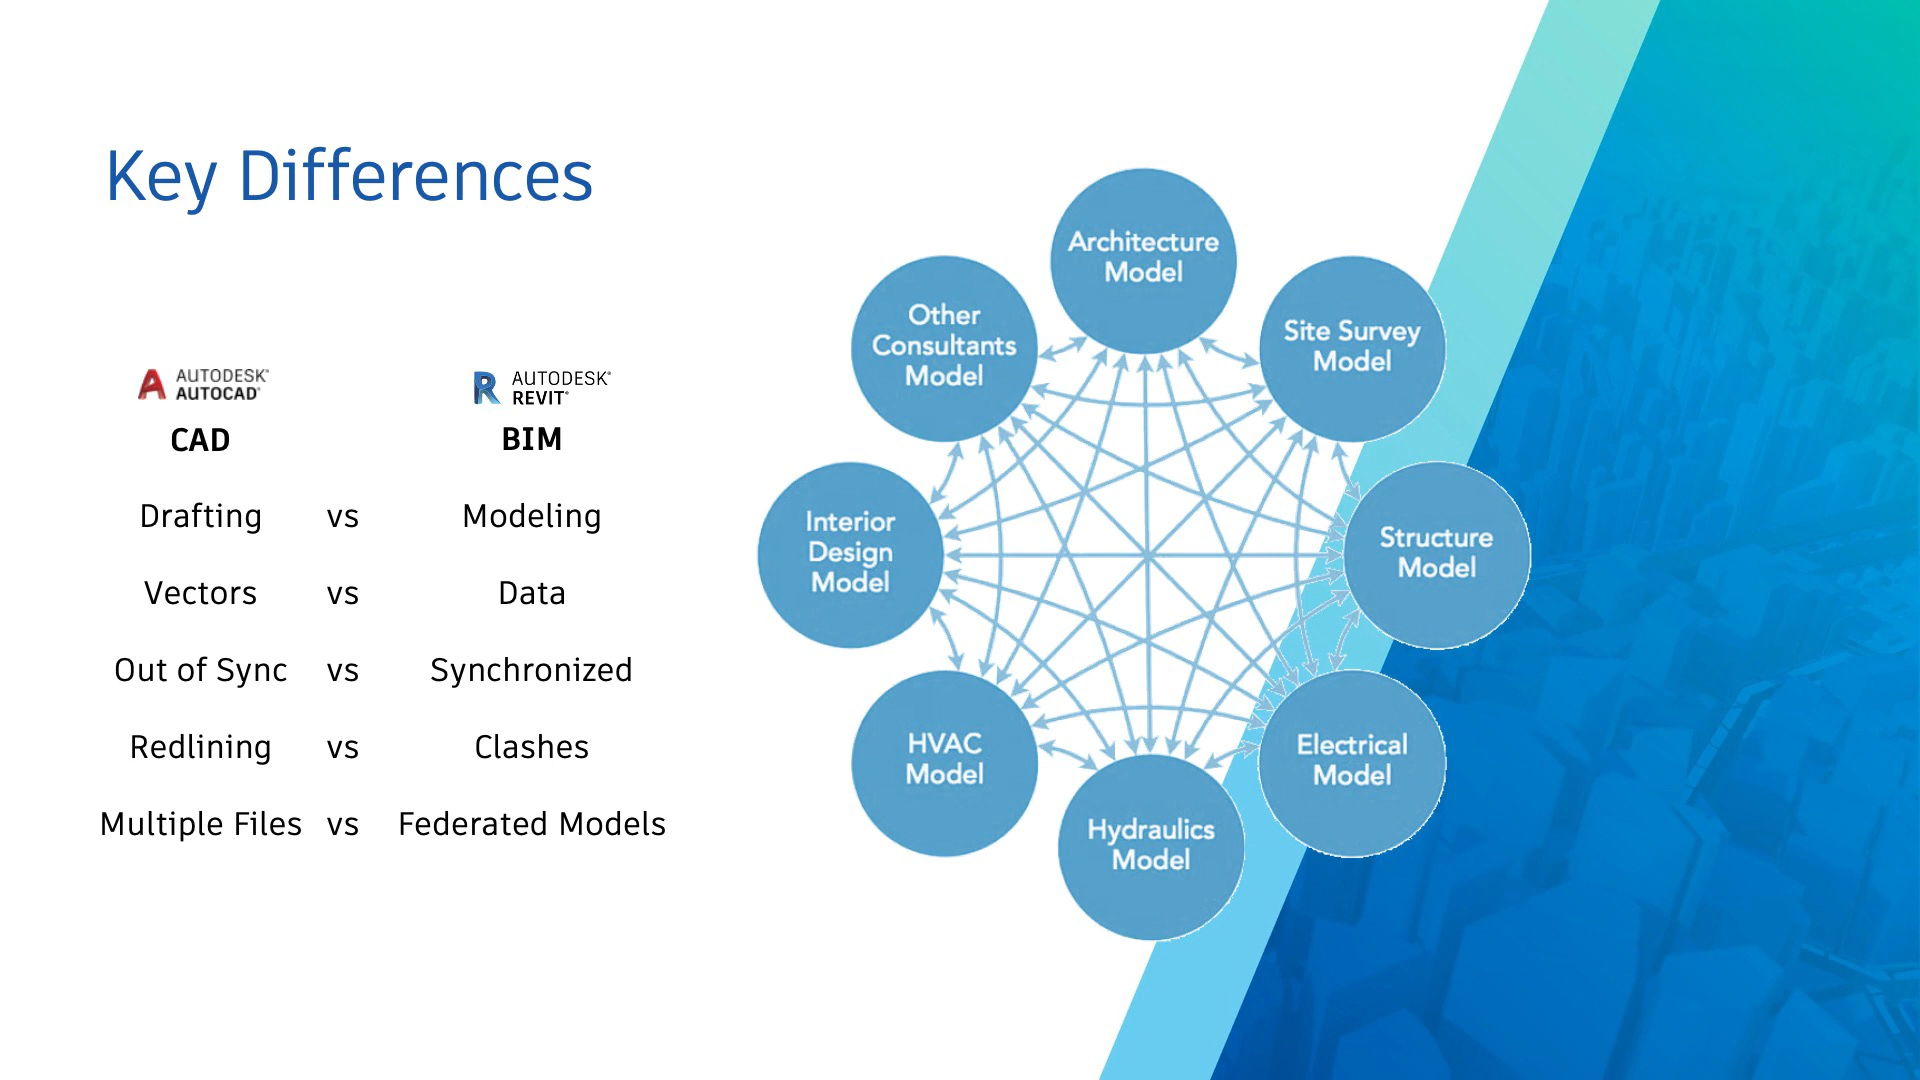 Key Differences
AUTODESK®
AUTOCAD®
AUTODESK®
REVIT®
CAD
BIM
Drafting vs Modeling
Vectors vs Data
Out of Sync vs Synchronized
Redlining vs Clashes
Multiple Files vs Federated Models
Architecture
Model
Site Survey
Model
Structure
Model
Electrical
Model
Hydraulics
Model
HVAC
Model
Interior
Design
Model
Other
Consultants
Model